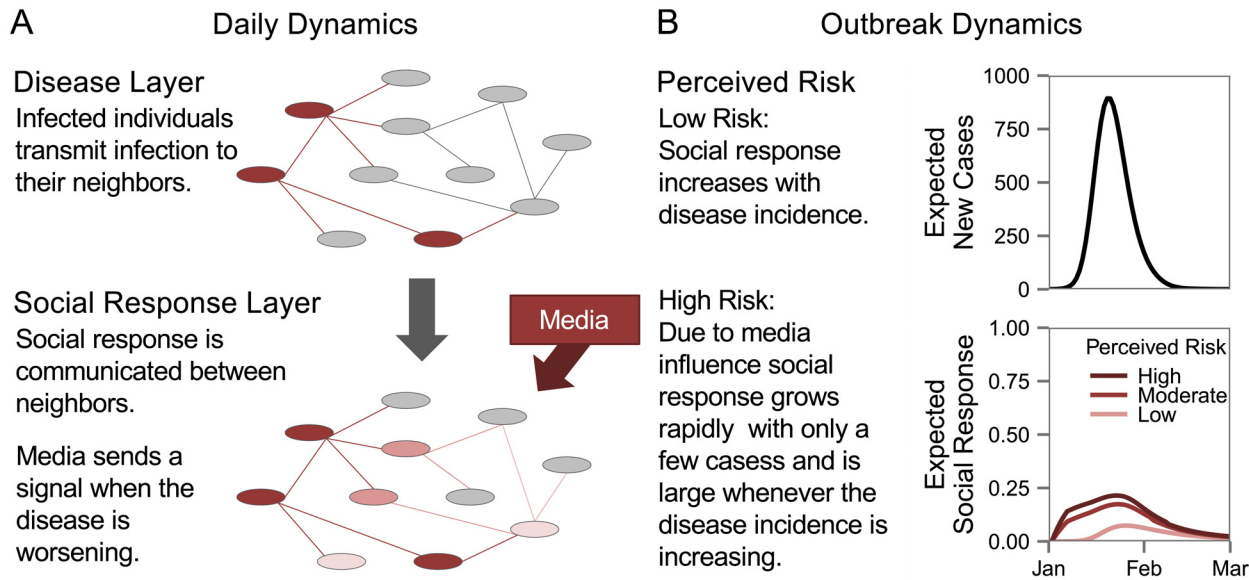 A
Daily Dynamics
Disease Layer
Infected individuals
transmit infection to
their neighbors.
Social Response Layer
Social response is
communicated between
neighbors.
Media sends a
signal when the
disease is
worsening.
Media
B
Outbreak Dynamics
Perceived Risk
Low Risk:
Social response
increases with
disease incidence.
High Risk:
Due to media
influence social
response grows
rapidly with only a
few casess and is
large whenever the
disease incidence is
increasing.
Expected
New Cases
1000
750
500
250
0
Expected
Social Response
1.00
0.75
0.50
0.25
0.00
Perceived Risk
High
Moderate
Low
Jan
Feb
Mar